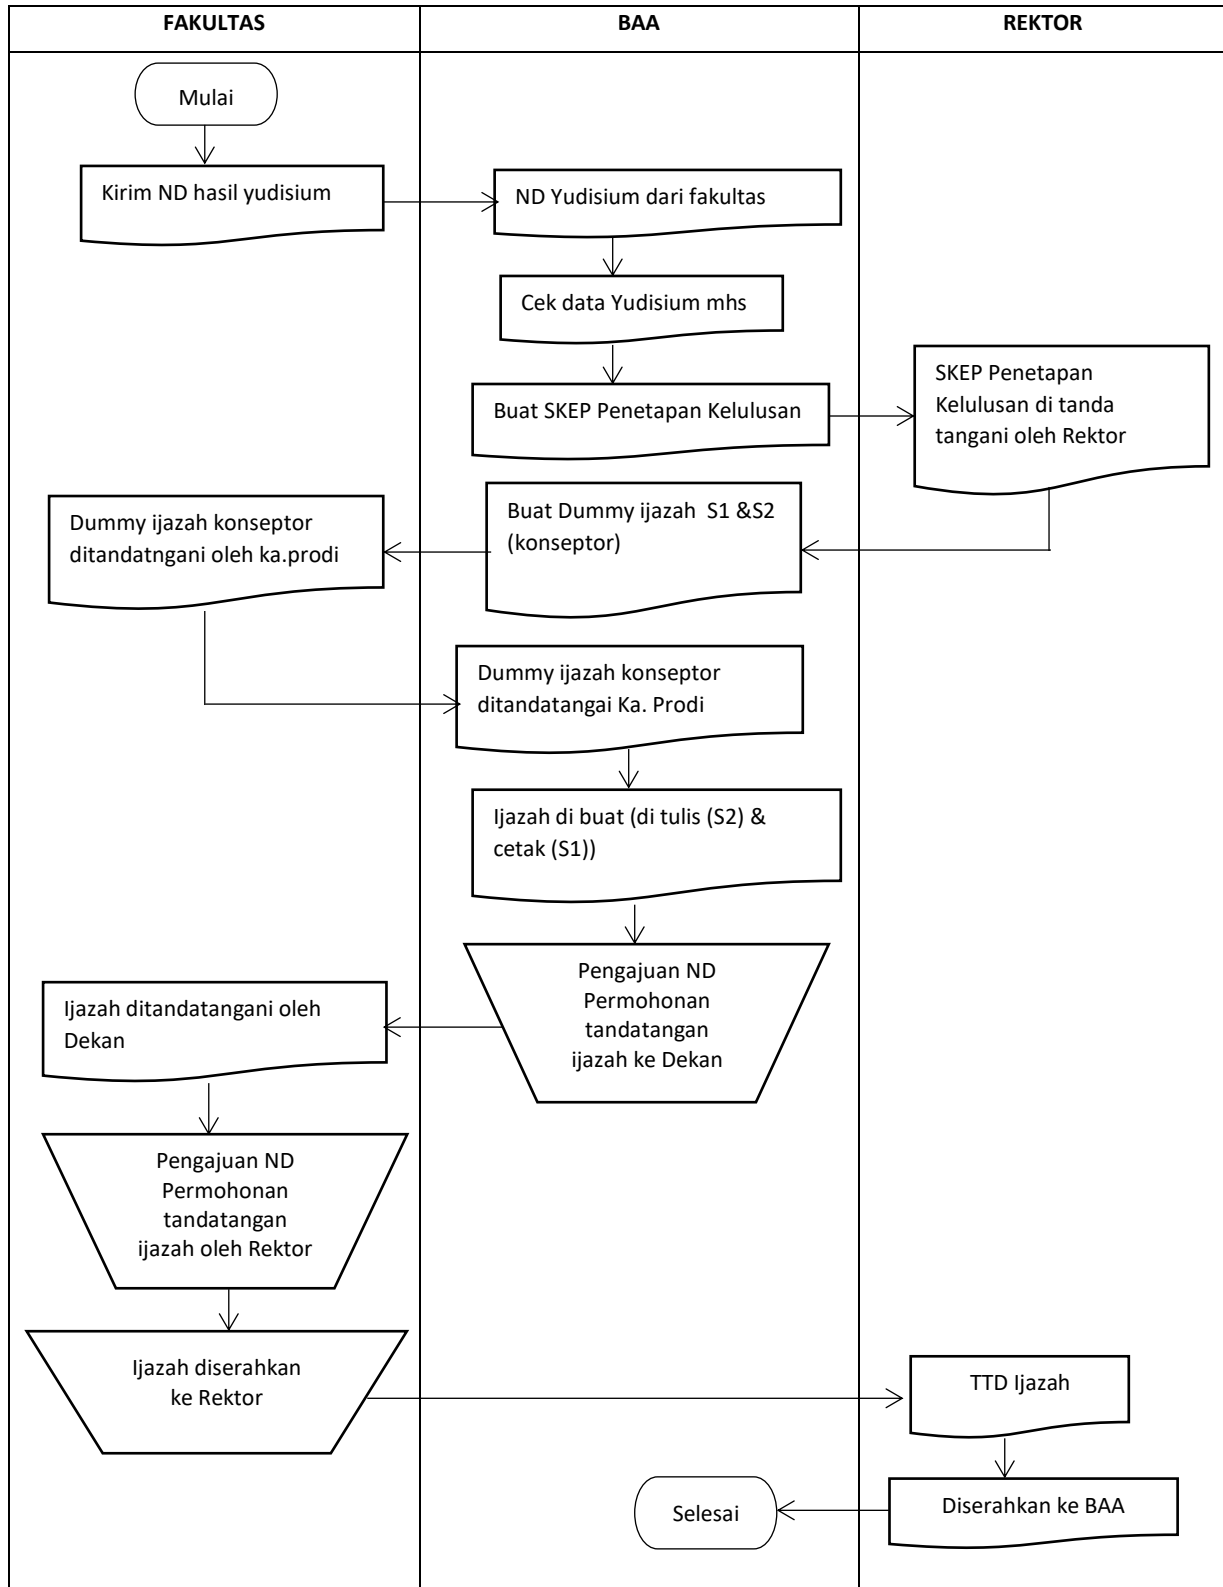 FAKULTAS
BAA
REKTOR
Mulai
Kirim ND hasil yudisium
ND Yudisium dari fakultas
Cek data Yudisium mhs
Buat SKEP Penetapan Kelulusan
SKEP Penetapan
Kelulusan di tanda
tangani oleh Rektor
Buat Dummy ijazah  S1 &S2
(konseptor)
Dummy ijazah konseptor
ditandatngani oleh ka.prodi
Dummy ijazah konseptor
ditandatangai Ka. Prodi
Ijazah di buat (di tulis (S2) &
cetak (S1))
Pengajuan ND
Permohonan
tandatangan
ijazah ke Dekan
Ijazah ditandatangani oleh
Dekan
Pengajuan ND
Permohonan
tandatangan
ijazah oleh Rektor
Ijazah diserahkan
ke Rektor
TTD Ijazah
Diserahkan ke BAA
Selesai